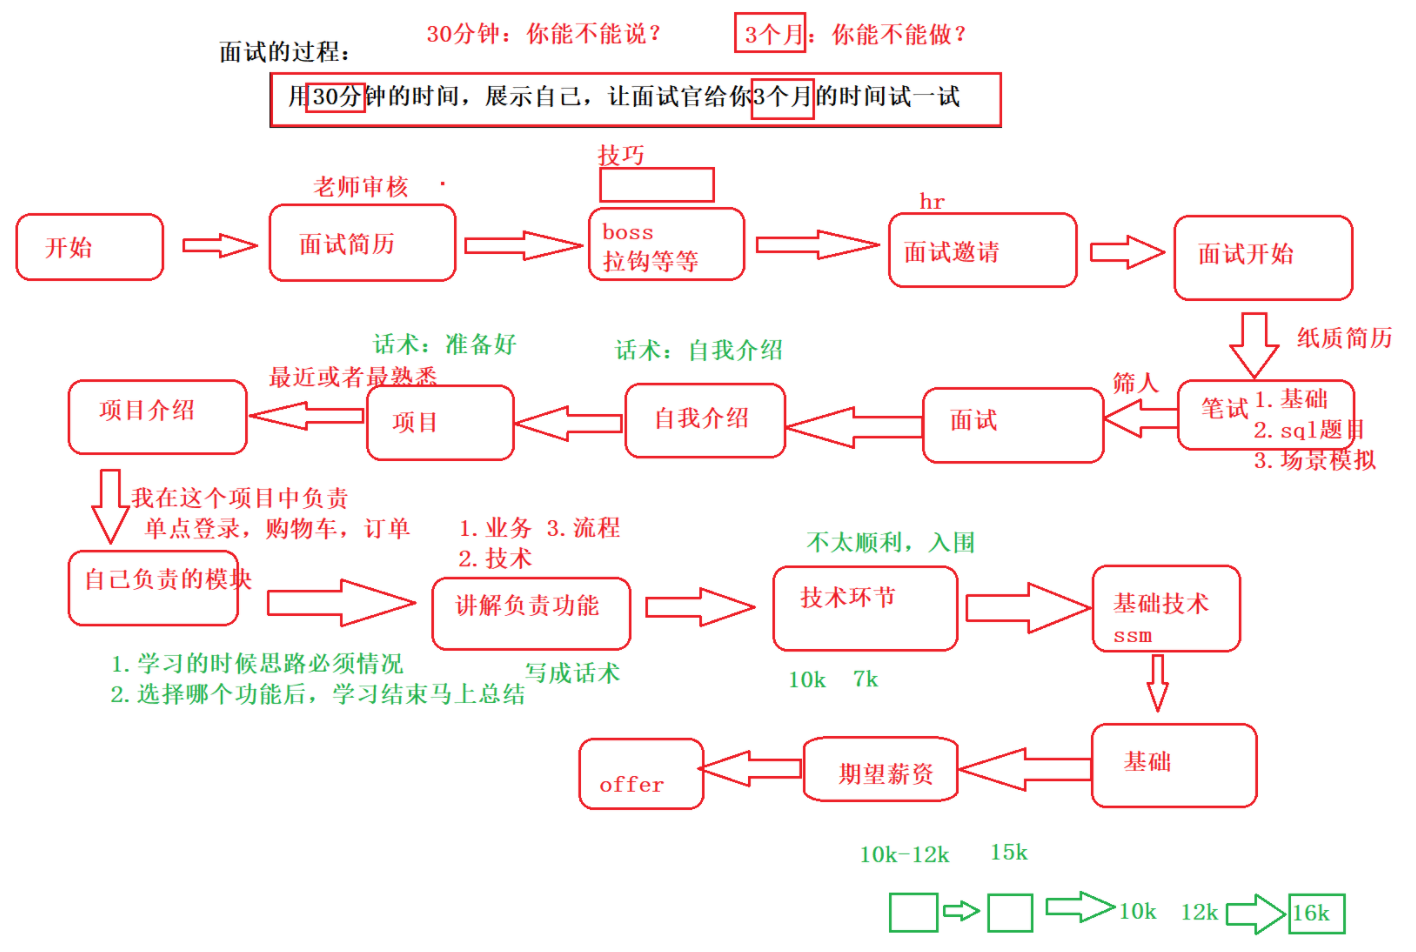 30分钟：你能不能说？
3个月：你能不能做？
面试的过程：
用30分钟的时间，展示自己，让面试官给你3个月的时间试一试
技巧
老师审核
hr
开始
面试简历
boss
拉钩等等
面试邀请
面试开始
纸质简历
话术：准备好
话术：自我介绍
最近或者最熟悉
筛人
项目介绍
项目
自我介绍
面试
笔试
1.基础
2.sql题目
3.场景模拟
我在这个项目中负责
单点登录，购物车，订单
1.业务 3.流程
2.技术
不太顺利，入围
自己负责的模块
讲解负责功能
技术环节
基础技术
ssm
1.学习的时候思路必须情况
2.选择哪个功能后，学习结束马上总结
写成话术
10k 7k
offer
期望薪资
基础
10k-12k
15k
10k
12k
16k